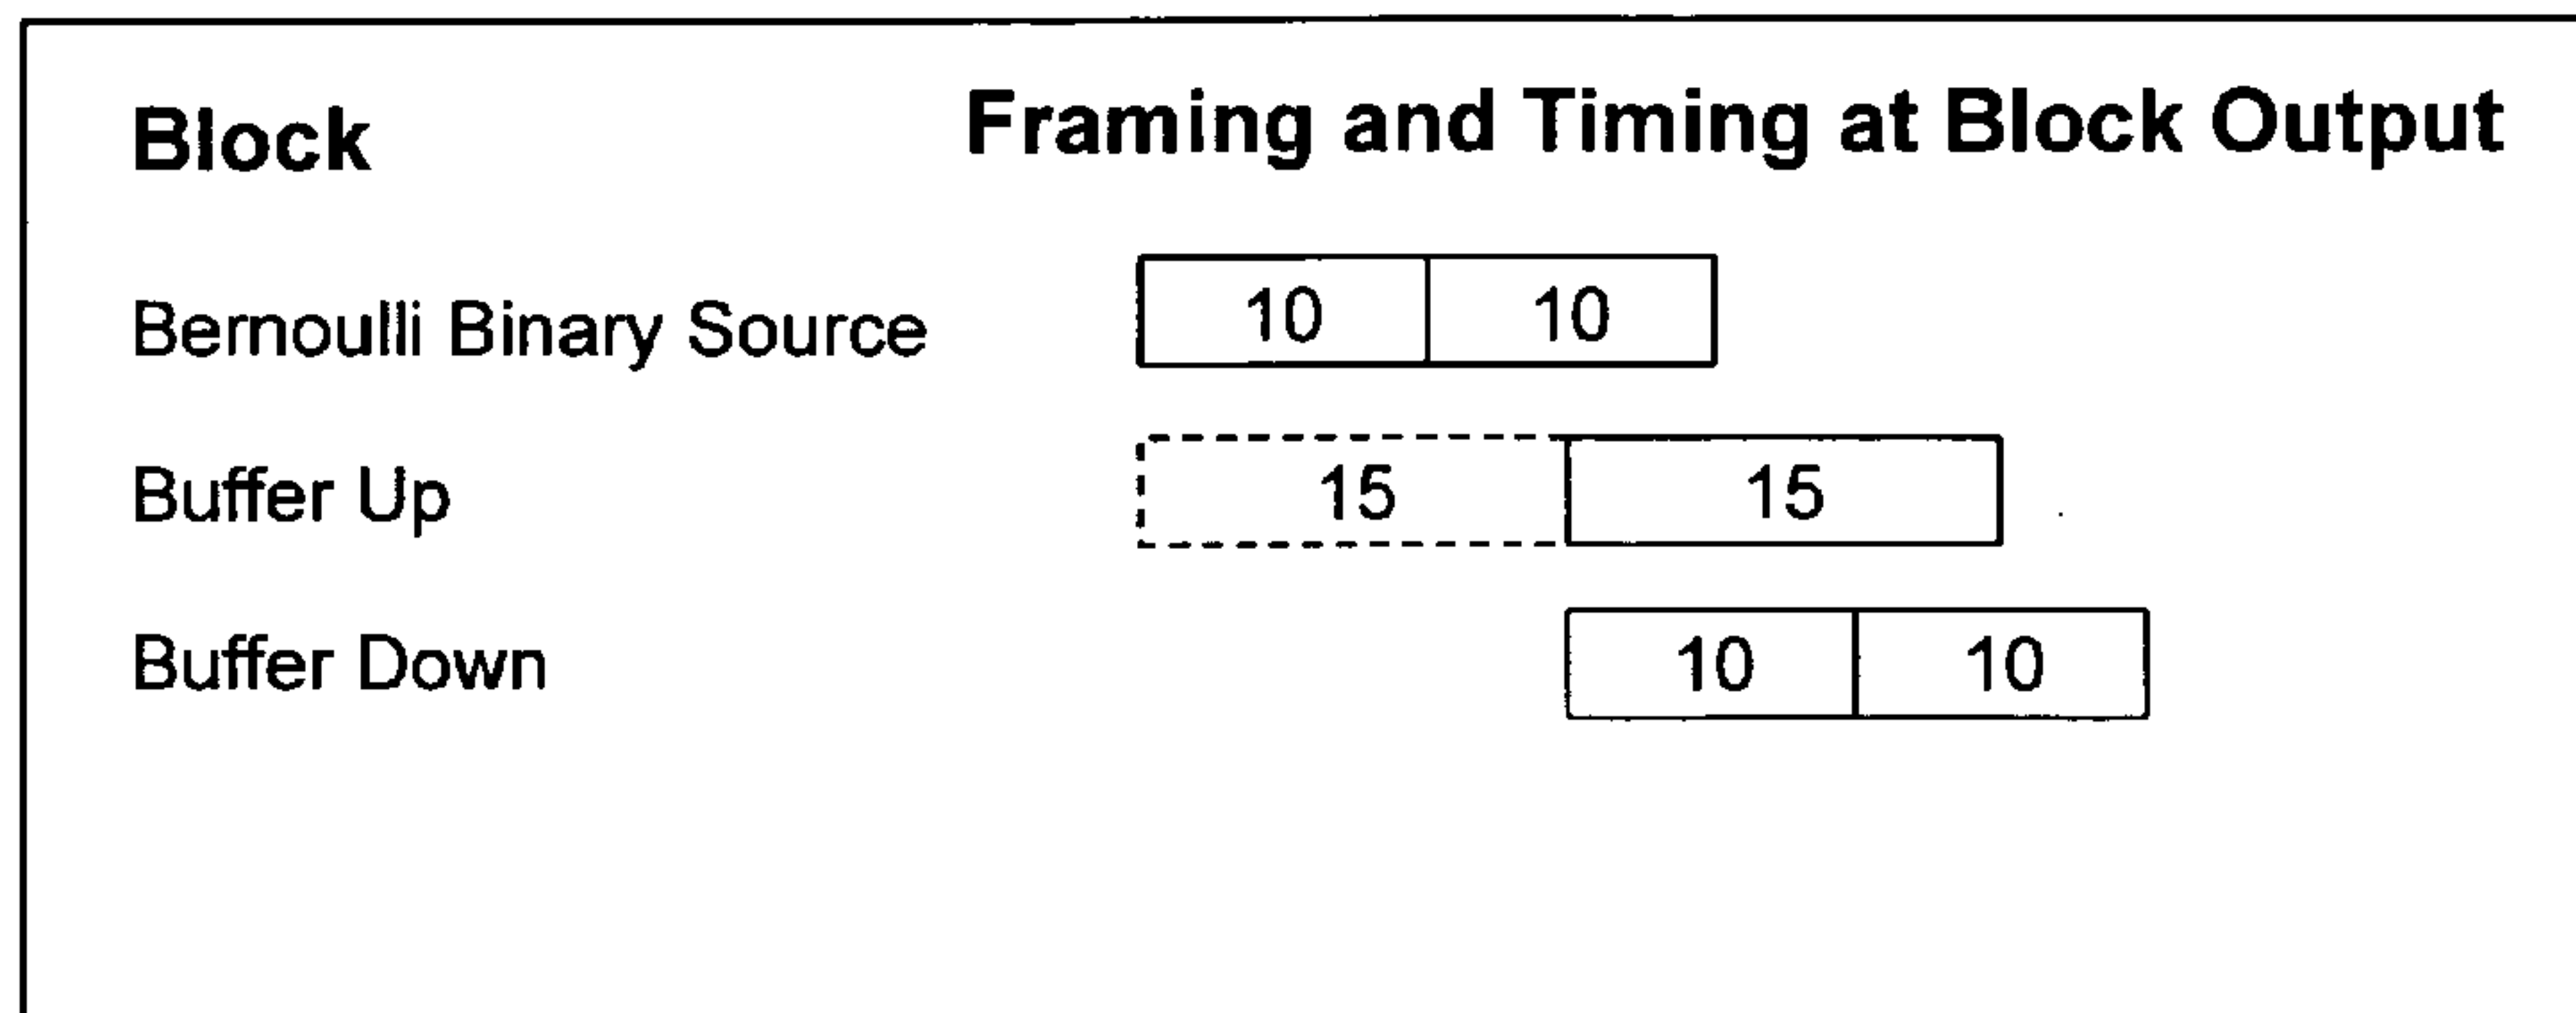 Block Framing and Timing at Block Output
Bernoulli Binary Source 10 10
Buffer Up 15 15
Buffer Down 10 10